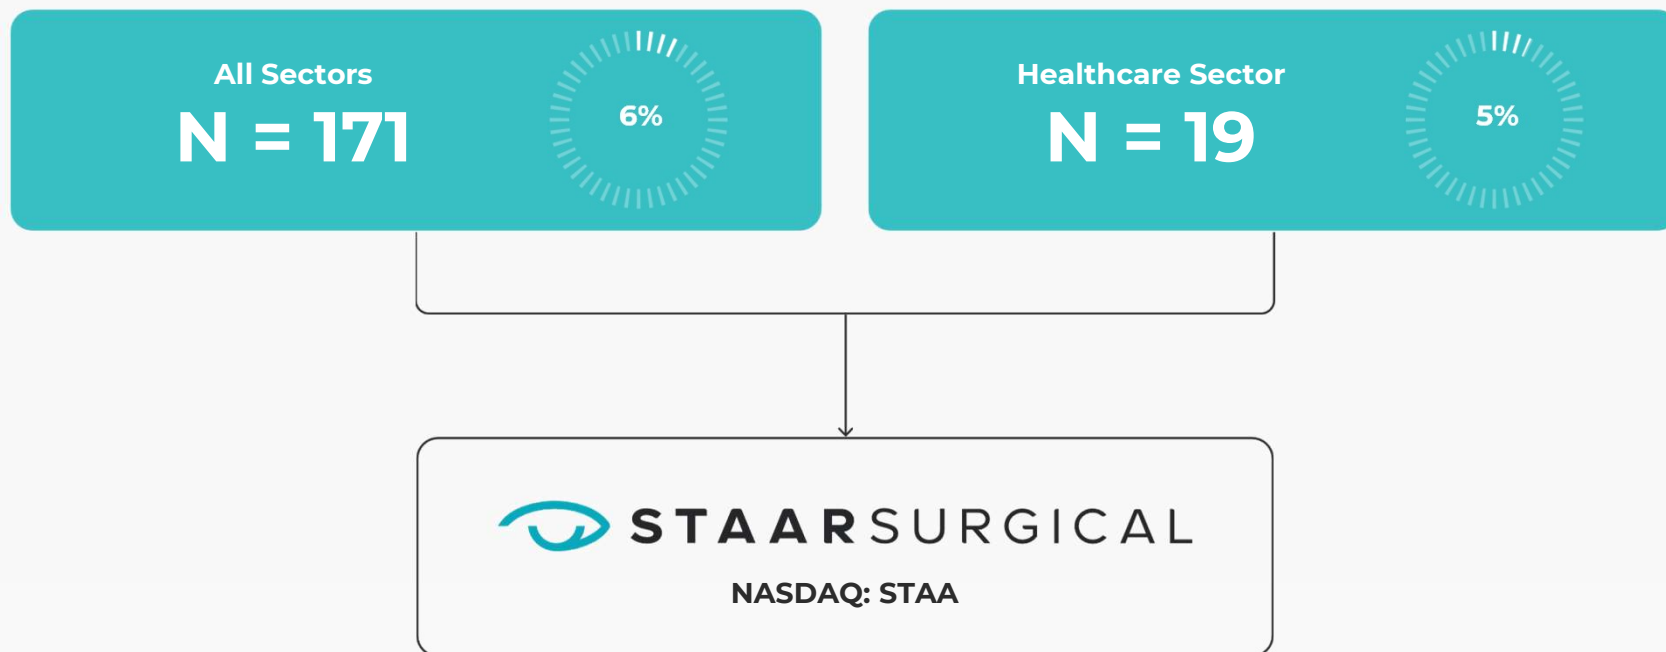 All Sectors
N = 171
6%
Healthcare Sector
N = 19
5%
STAARSURGICAL
NASDAQ: STAA